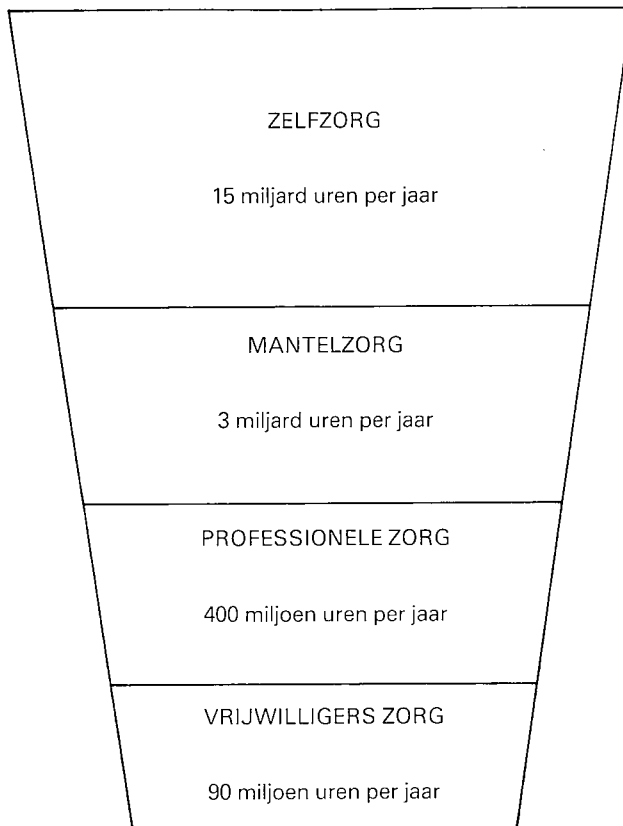 ZELFZORG
15 miljard uren per jaar
MANTELZORG
3 miljard uren per jaar
PROFESSIONELE ZORG
400 miljoen uren per jaar
VRIJWILLIGERS ZORG
90 miljoen uren per jaar